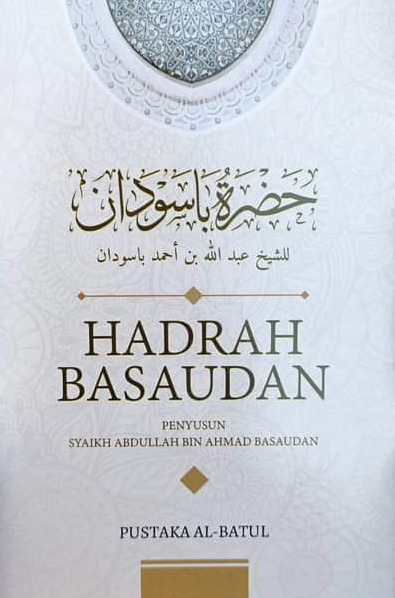 حضرة باسودان
للشيخ عبد الله بن أحمد باسودان
HADRAH
BASAUDAN
PENYUSUN
SYAIKH ABDULLAH BIN AHMAD BASAUDAN
PUSTAKA AL-BATUL